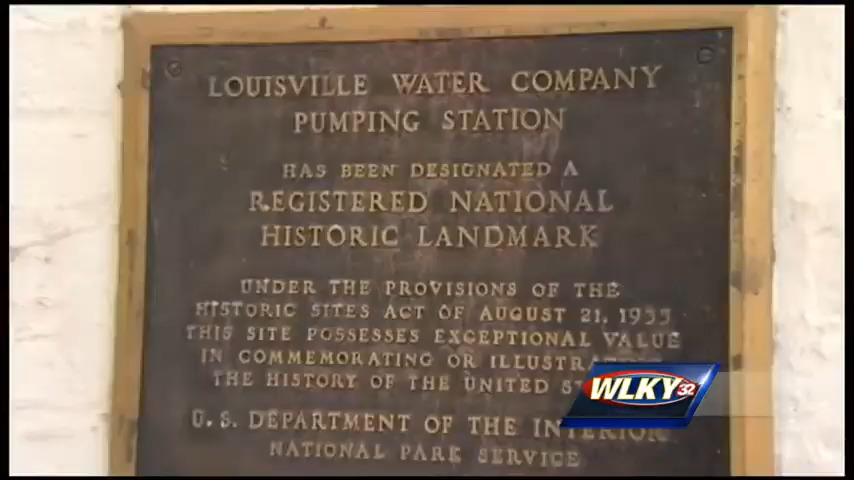 LOUISVILLE WATER COMPANY
PUMPING STATION
HAS BEEN DESIGNATED A
REGISTERED NATIONAL
HISTORIC LANDMARK
UNDER THE PROVISIONS OF THE
HISTORIC SITES ACT OF AUGUST 21, 1935
THIS SITE POSSESSES EXCEPTIONAL VALUE
IN COMMEMORATING OR
THE HISTORY OF THE UNITED
U.S. DEPARTMENT OF THE INTERIOR
NATIONAL PARK SERVICE
WLKY 32